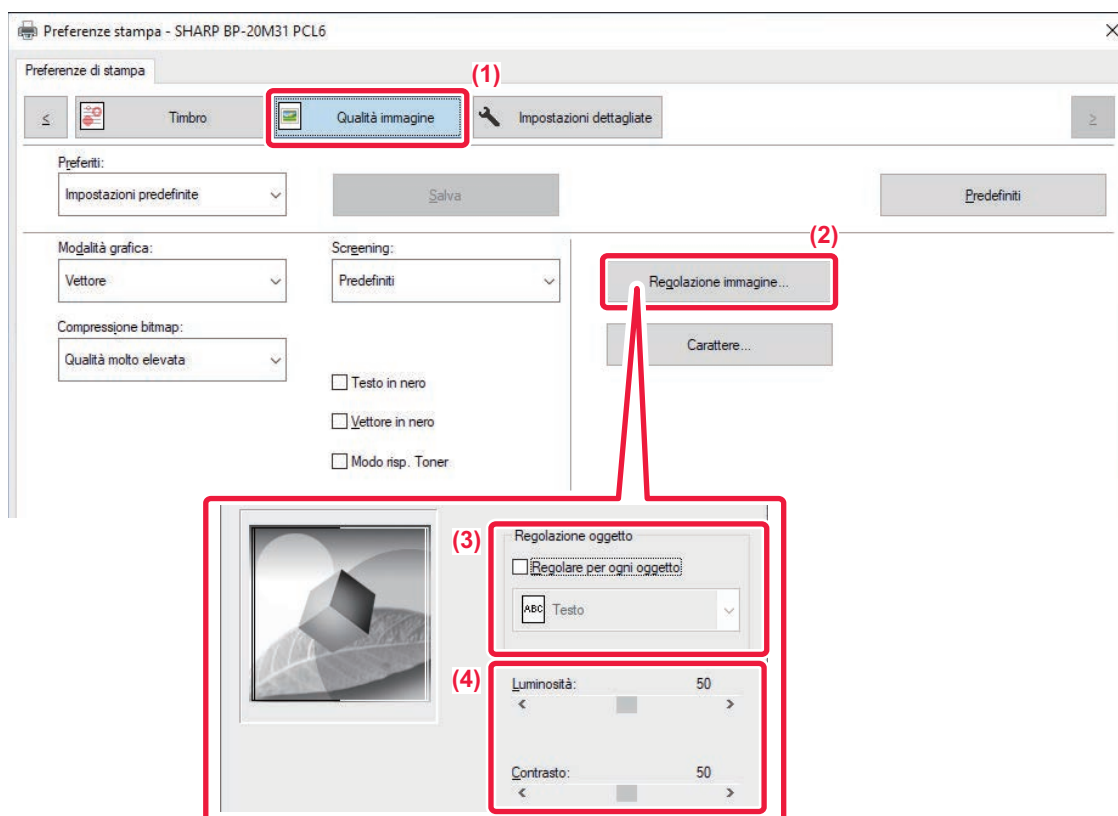 Preferenze stampa - SHARP BP-20M31 PCL6
Preferenze di stampa
(1)
<
Timbro
Qualità immagine
Impostazioni dettagliate
>
Preferiti:
Impostazioni predefinite
Salva
Predefiniti
(2)
Modalità grafica:
Screening:
Vettore
Predefiniti
Regolazione immagine...
Compressione bitmap:
Carattere...
Qualità molto elevata
Testo in nero
Vettore in nero
Modo risp. Toner
(3)
Regolazione oggetto
Regolare per ogni oggetto
ABC Testo
(4)
Luminosità: 50
< >
Contrasto: 50
< >